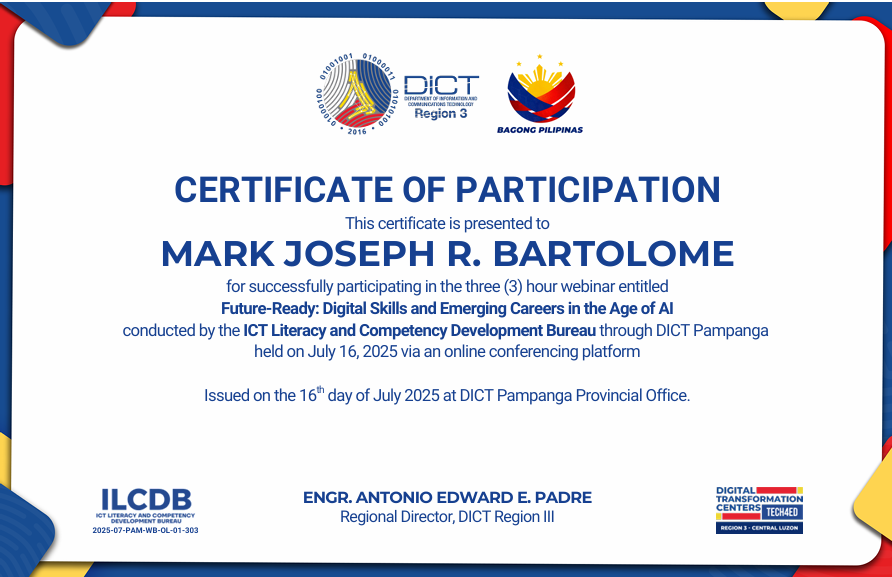 01000100 01001001 01000011 01010100
• 2016 •
DICT
DEPARTMENT OF INFORMATION AND
COMMUNICATIONS TECHNOLOGY
Region 3
BAGONG PILIPINAS
CERTIFICATE OF PARTICIPATION
This certificate is presented to
MARK JOSEPH R. BARTOLOME
for successfully participating in the three (3) hour webinar entitled
Future-Ready: Digital Skills and Emerging Careers in the Age of AI
conducted by the ICT Literacy and Competency Development Bureau through DICT Pampanga
held on July 16, 2025 via an online conferencing platform
Issued on the 16th day of July 2025 at DICT Pampanga Provincial Office.
ILCDB
ICT LITERACY AND COMPETENCY
DEVELOPMENT BUREAU
2025-07-PAM-WB-OL-01-303
ENGR. ANTONIO EDWARD E. PADRE
Regional Director, DICT Region III
DIGITAL
TRANSFORMATION
CENTERS TECH4ED
REGION 3 - CENTRAL LUZON